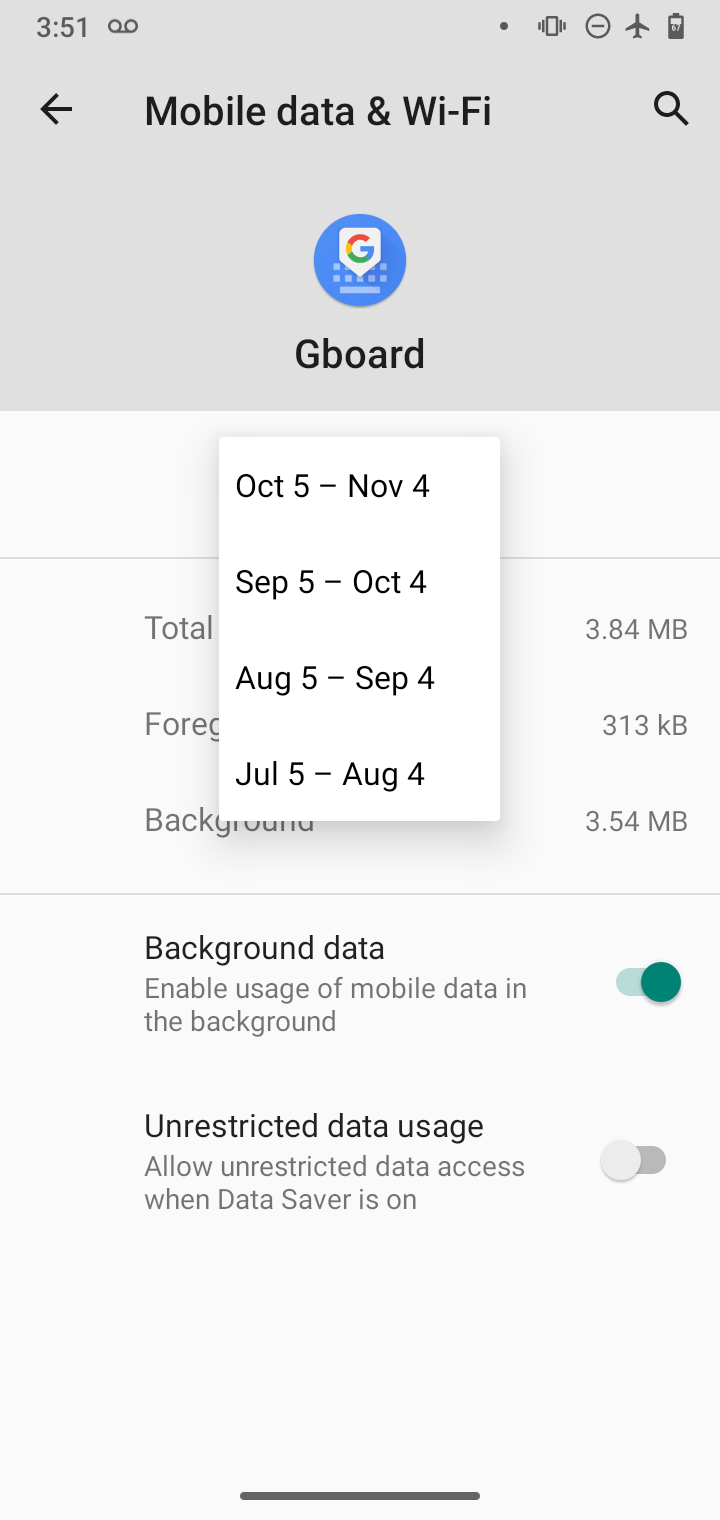 3:51
67
Mobile data & Wi-Fi
Gboard
Oct 5 – Nov 4
Sep 5 – Oct 4
Total
3.84 MB
Aug 5 – Sep 4
313 kB
Jul 5 – Aug 4
Background
3.54 MB
Background data
Enable usage of mobile data in
the background
Unrestricted data usage
Allow unrestricted data access
when Data Saver is on